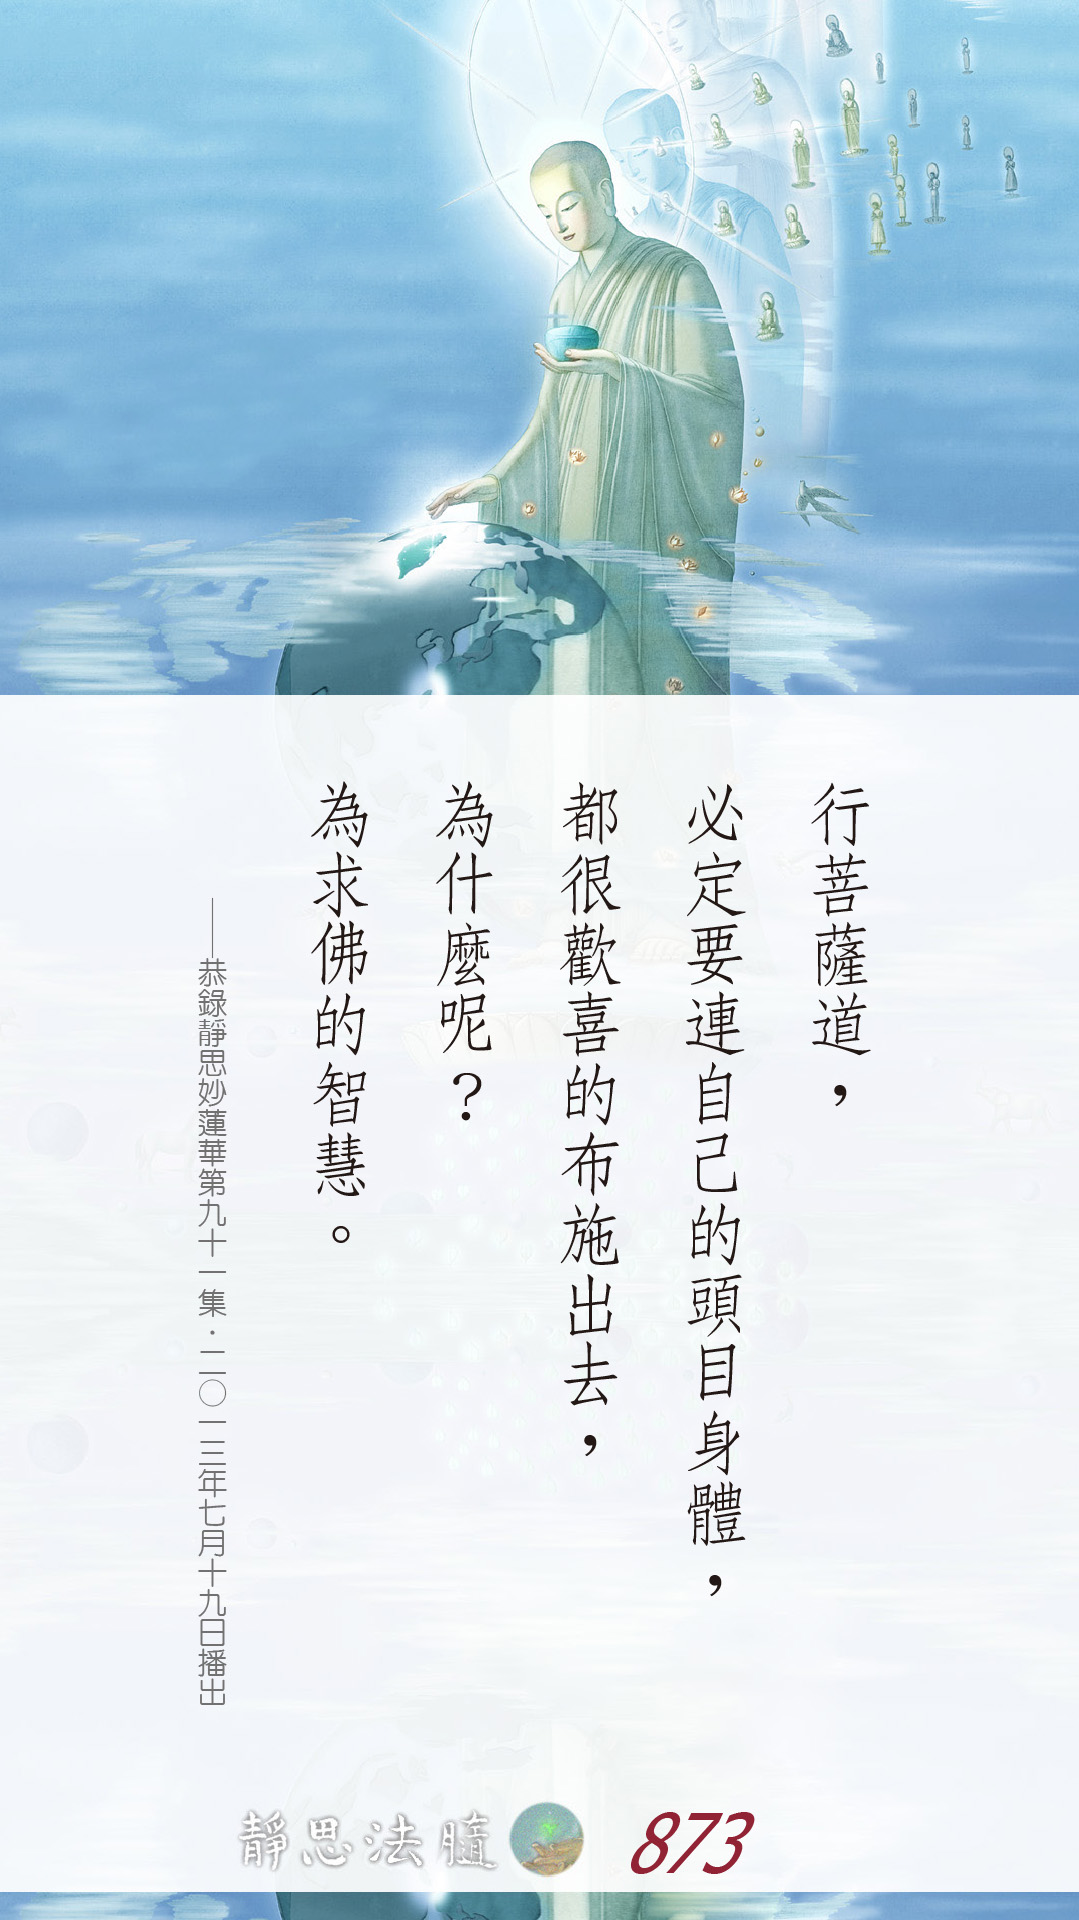 行菩薩道，
必定要連自己的頭目身體，
都很歡喜的布施出去，
為什麼呢？
為求佛的智慧。
——恭錄靜思妙蓮華第九十一集．二〇一三年七月十九日播出
靜思法髓
873